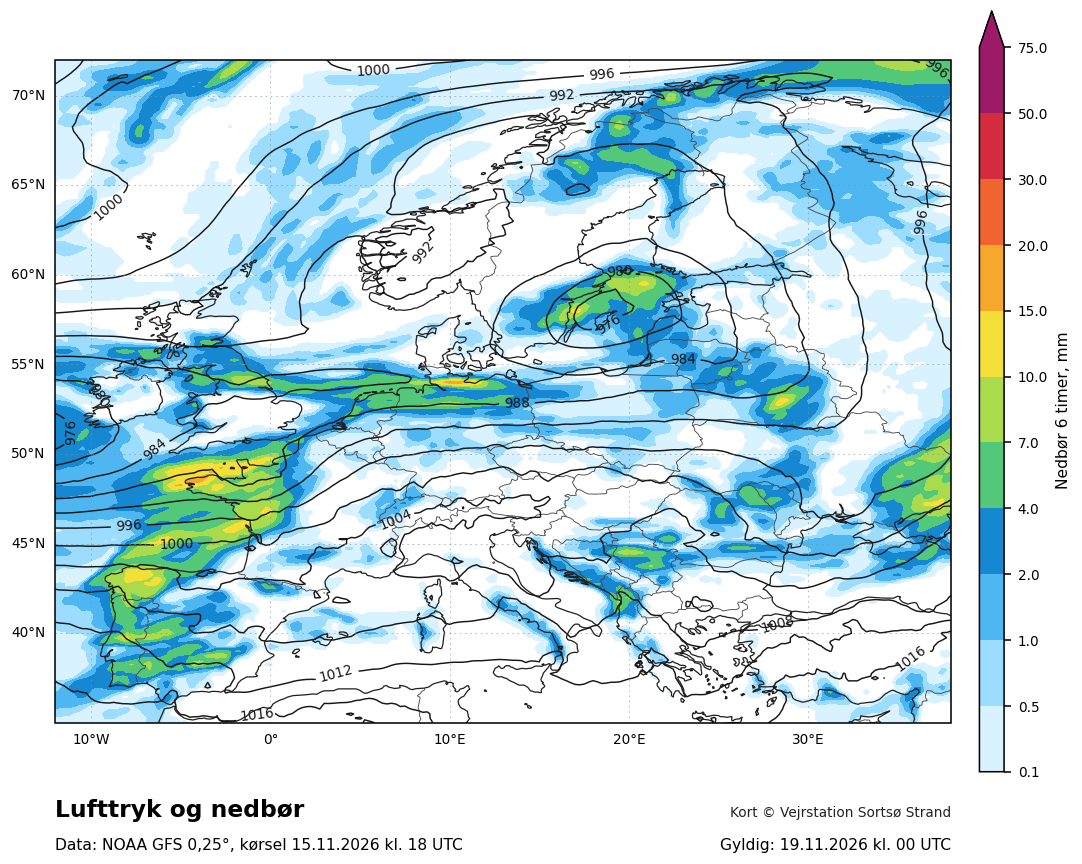 1000
996
996
992
70°N
75.0
50.0
65°N
1000
996
30.0
992
60°N
980
20.0
976
15.0
55°N
984
980
988
10.0
976
984
50°N
7.0
996
1004
4.0
45°N
1000
2.0
40°N
1008
1.0
1012
1016
0.5
1016
0.1
10°W
0°
10°E
20°E
30°E
Nedbør 6 timer, mm
Lufttryk og nedbør
Kort © Vejrstation Sortsø Strand
Data: NOAA GFS 0,25°, kørsel 15.11.2026 kl. 18 UTC
Gyldig: 19.11.2026 kl. 00 UTC